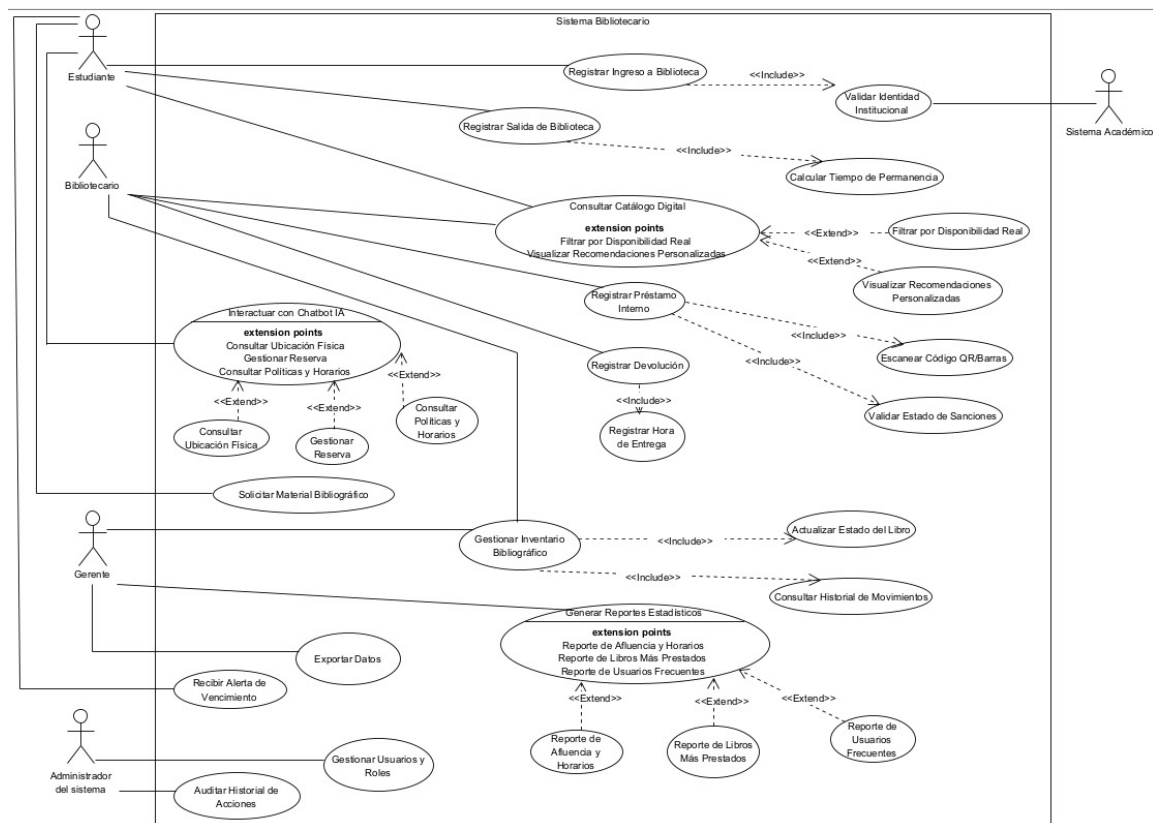 Sistema Bibliotecario
Estudiante
Registrar Ingreso a Biblioteca
<<Include>>
Validar Identidad
Institucional
Sistema Académico
Registrar Salida de Biblioteca
<<Include>>
Calcular Tiempo de Permanencia
Bibliotecario
Consultar Catálogo Digital
extension points
Filtrar por Disponibilidad Real
Visualizar Recomendaciones Personalizadas
<<Extend>>
Filtrar por Disponibilidad Real
<<Extend>>
Visualizar Recomendaciones
Personalizadas
Registrar Préstamo
Interno
<<Include>>
Escanear Código QR/Barras
<<Include>>
Validar Estado de Sanciones
Interactuar con Chatbot IA
extension points
Consultar Ubicación Física
Gestionar Reserva
Consultar Políticas y Horarios
<<Extend>>
<<Extend>>
<<Extend>>
Consultar
Ubicación Física
Gestionar
Reserva
Consultar
Políticas y
Horarios
Registrar Devolución
<<Include>>
Registrar Hora
de Entrega
Solicitar Material Bibliográfico
Gerente
Gestionar Inventario
Bibliográfico
<<Include>>
Actualizar Estado del Libro
<<Include>>
Consultar Historial de Movimientos
Generar Reportes Estadísticos
extension points
Reporte de Afluencia y Horarios
Reporte de Libros Más Prestados
Reporte de Usuarios Frecuentes
<<Extend>>
<<Extend>>
<<Extend>>
Reporte de
Afluencia y
Horarios
Reporte de Libros
Más Prestados
Reporte de
Usuarios
Frecuentes
Exportar Datos
Recibir Alerta de
Vencimiento
Administrador
del sistema
Gestionar Usuarios y
Roles
Auditar Historial de
Acciones